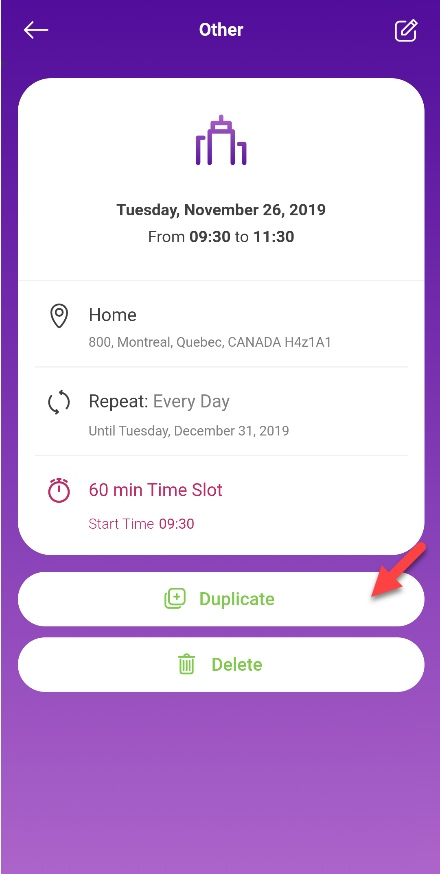 Other
Tuesday, November 26, 2019
From 09:30 to 11:30
Home
800, Montreal, Quebec, CANADA H4z1A1
Repeat: Every Day
Until Tuesday, December 31, 2019
60 min Time Slot
Start Time 09:30
Duplicate
Delete